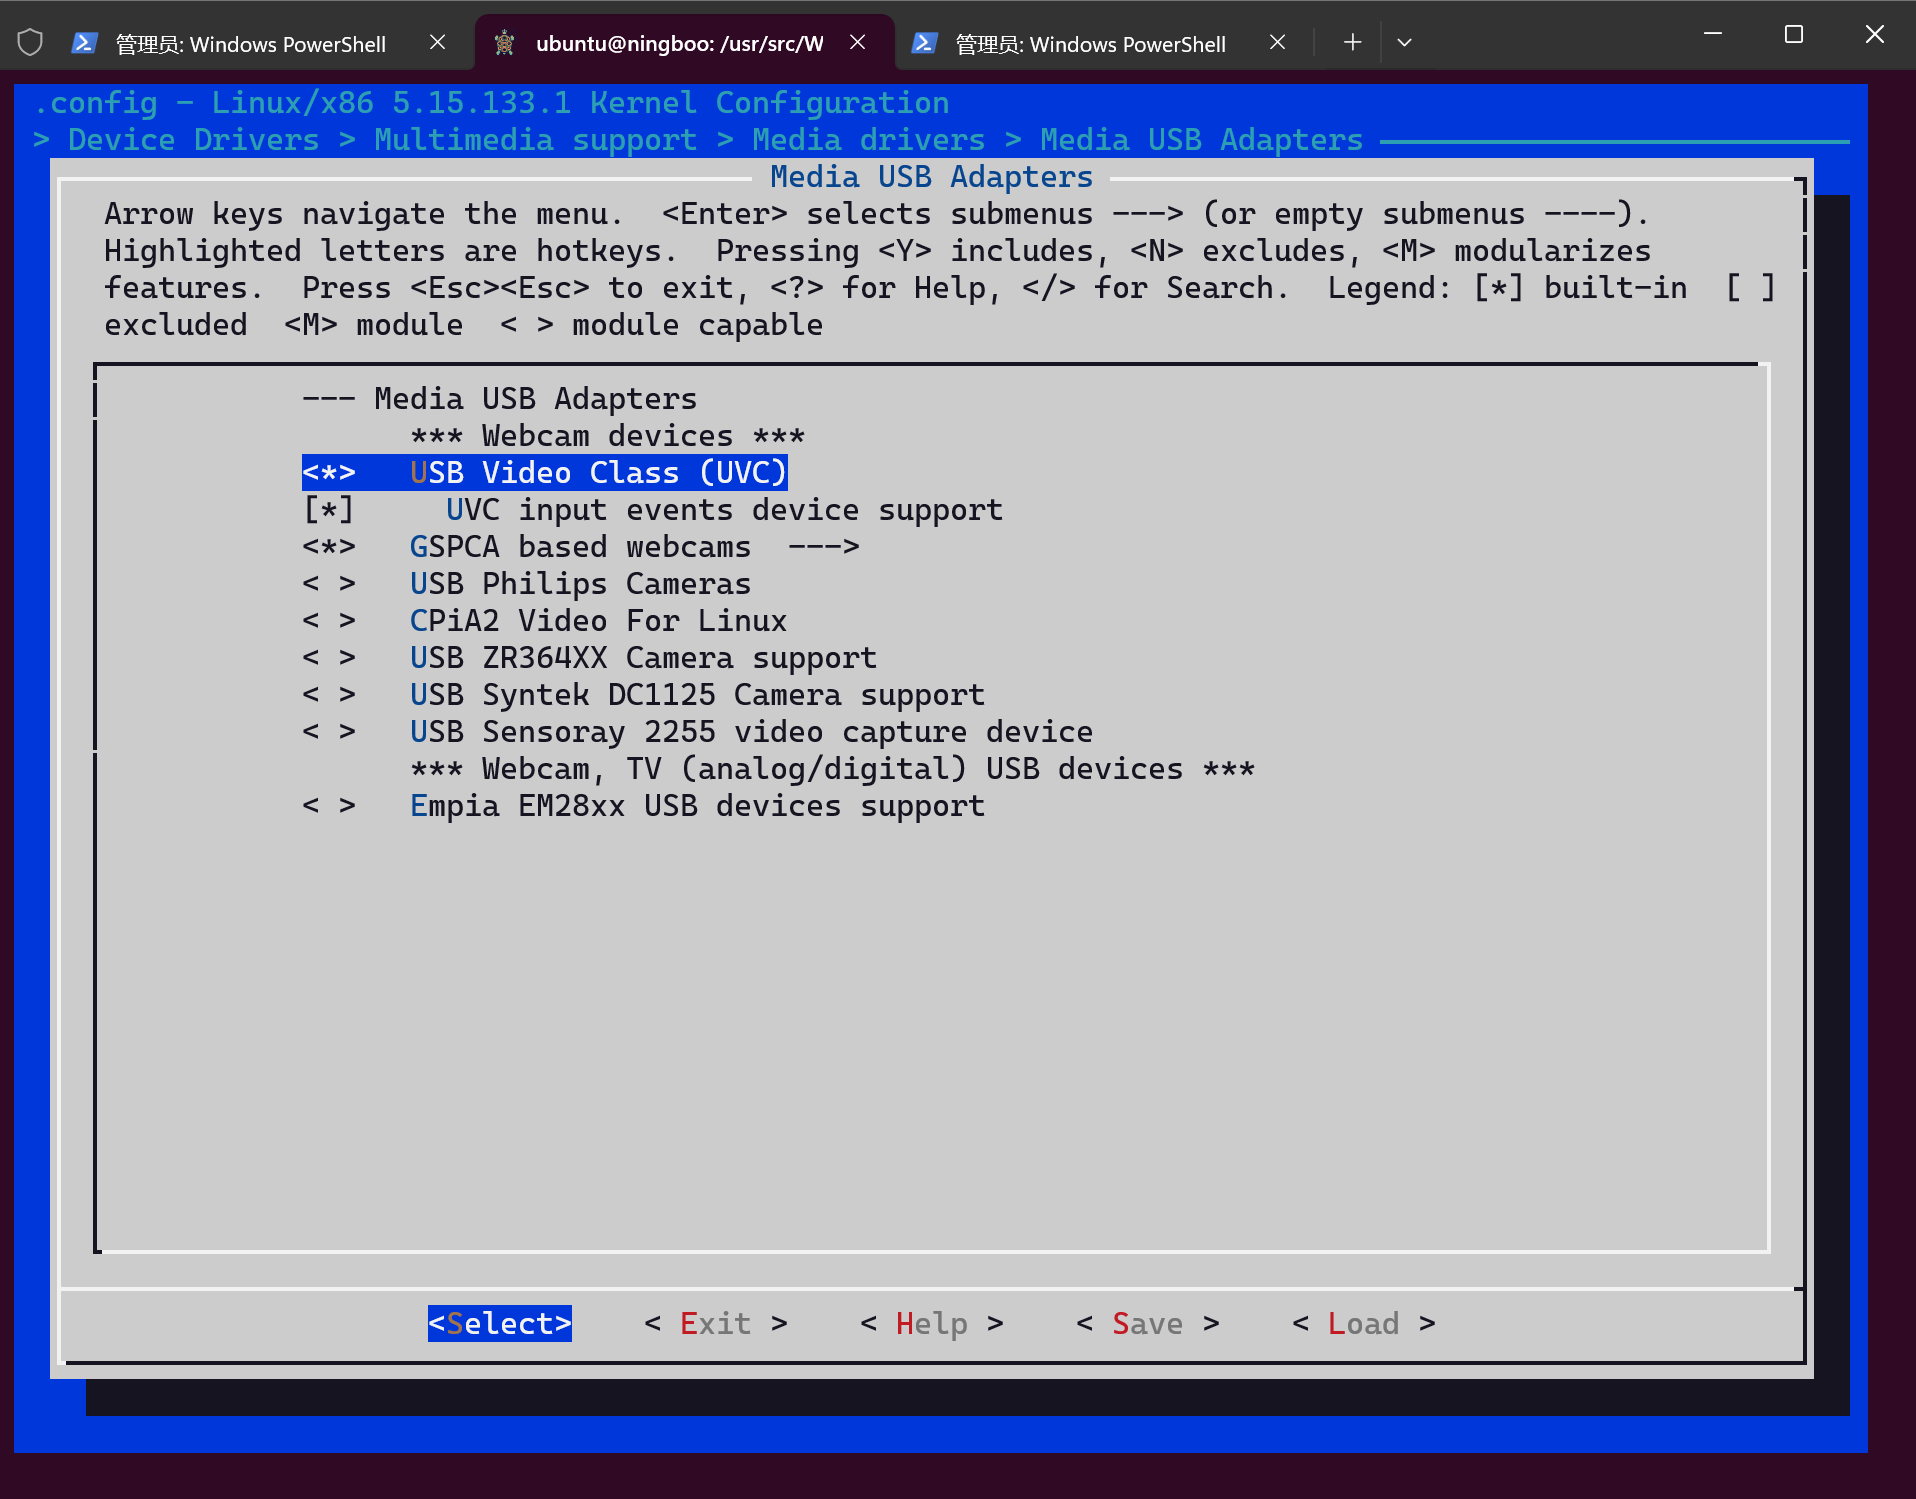 管理员: Windows PowerShell
ubuntu@ningboo: /usr/src/W
管理员: Windows PowerShell
.config - Linux/x86 5.15.133.1 Kernel Configuration
> Device Drivers > Multimedia support > Media drivers > Media USB Adapters
Media USB Adapters
Arrow keys navigate the menu.  <Enter> selects submenus ---> (or empty submenus ----).
Highlighted letters are hotkeys.  Pressing <Y> includes, <N> excludes, <M> modularizes
features.  Press <Esc><Esc> to exit, <?> for Help, </> for Search.  Legend: [*] built-in  [ ]
excluded  <M> module  < > module capable
--- Media USB Adapters
*** Webcam devices ***
<*>   USB Video Class (UVC)
[*]     UVC input events device support
<*>   GSPCA based webcams  --->
< >   USB Philips Cameras
< >   CPiA2 Video For Linux
< >   USB ZR364XX Camera support
< >   USB Syntek DC1125 Camera support
< >   USB Sensoray 2255 video capture device
*** Webcam, TV (analog/digital) USB devices ***
< >   Empia EM28xx USB devices support
<Select>    < Exit >    < Help >    < Save >    < Load >